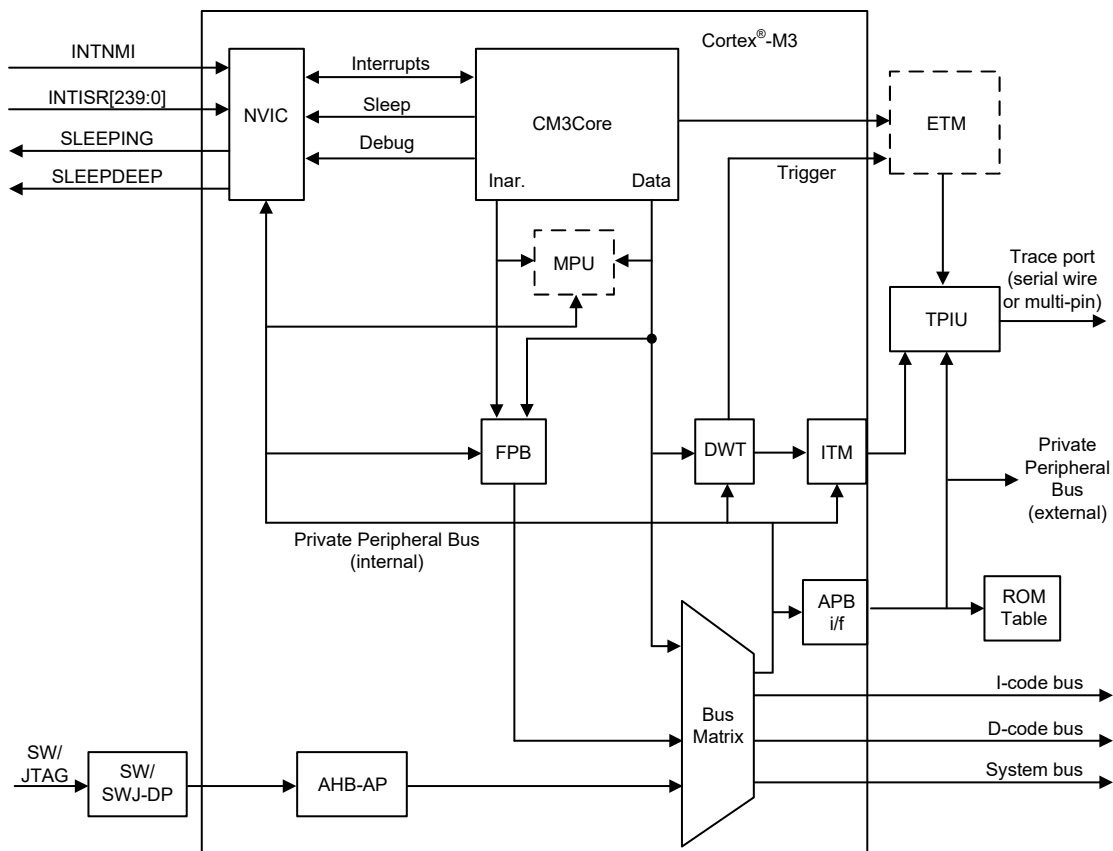 Cortex®-M3
INTNMI
INTISR[239:0]
SLEEPING
SLEEPDEEP
NVIC
Interrupts
Sleep
Debug
CM3Core
Inar.
Data
ETM
Trigger
MPU
Trace port
(serial wire
or multi-pin)
TPIU
FPB
DWT
ITM
Private
Peripheral
Bus
(external)
Private Peripheral Bus
(internal)
APB
i/f
ROM
Table
Bus
Matrix
I-code bus
D-code bus
System bus
SW/
JTAG
SW/
SWJ-DP
AHB-AP